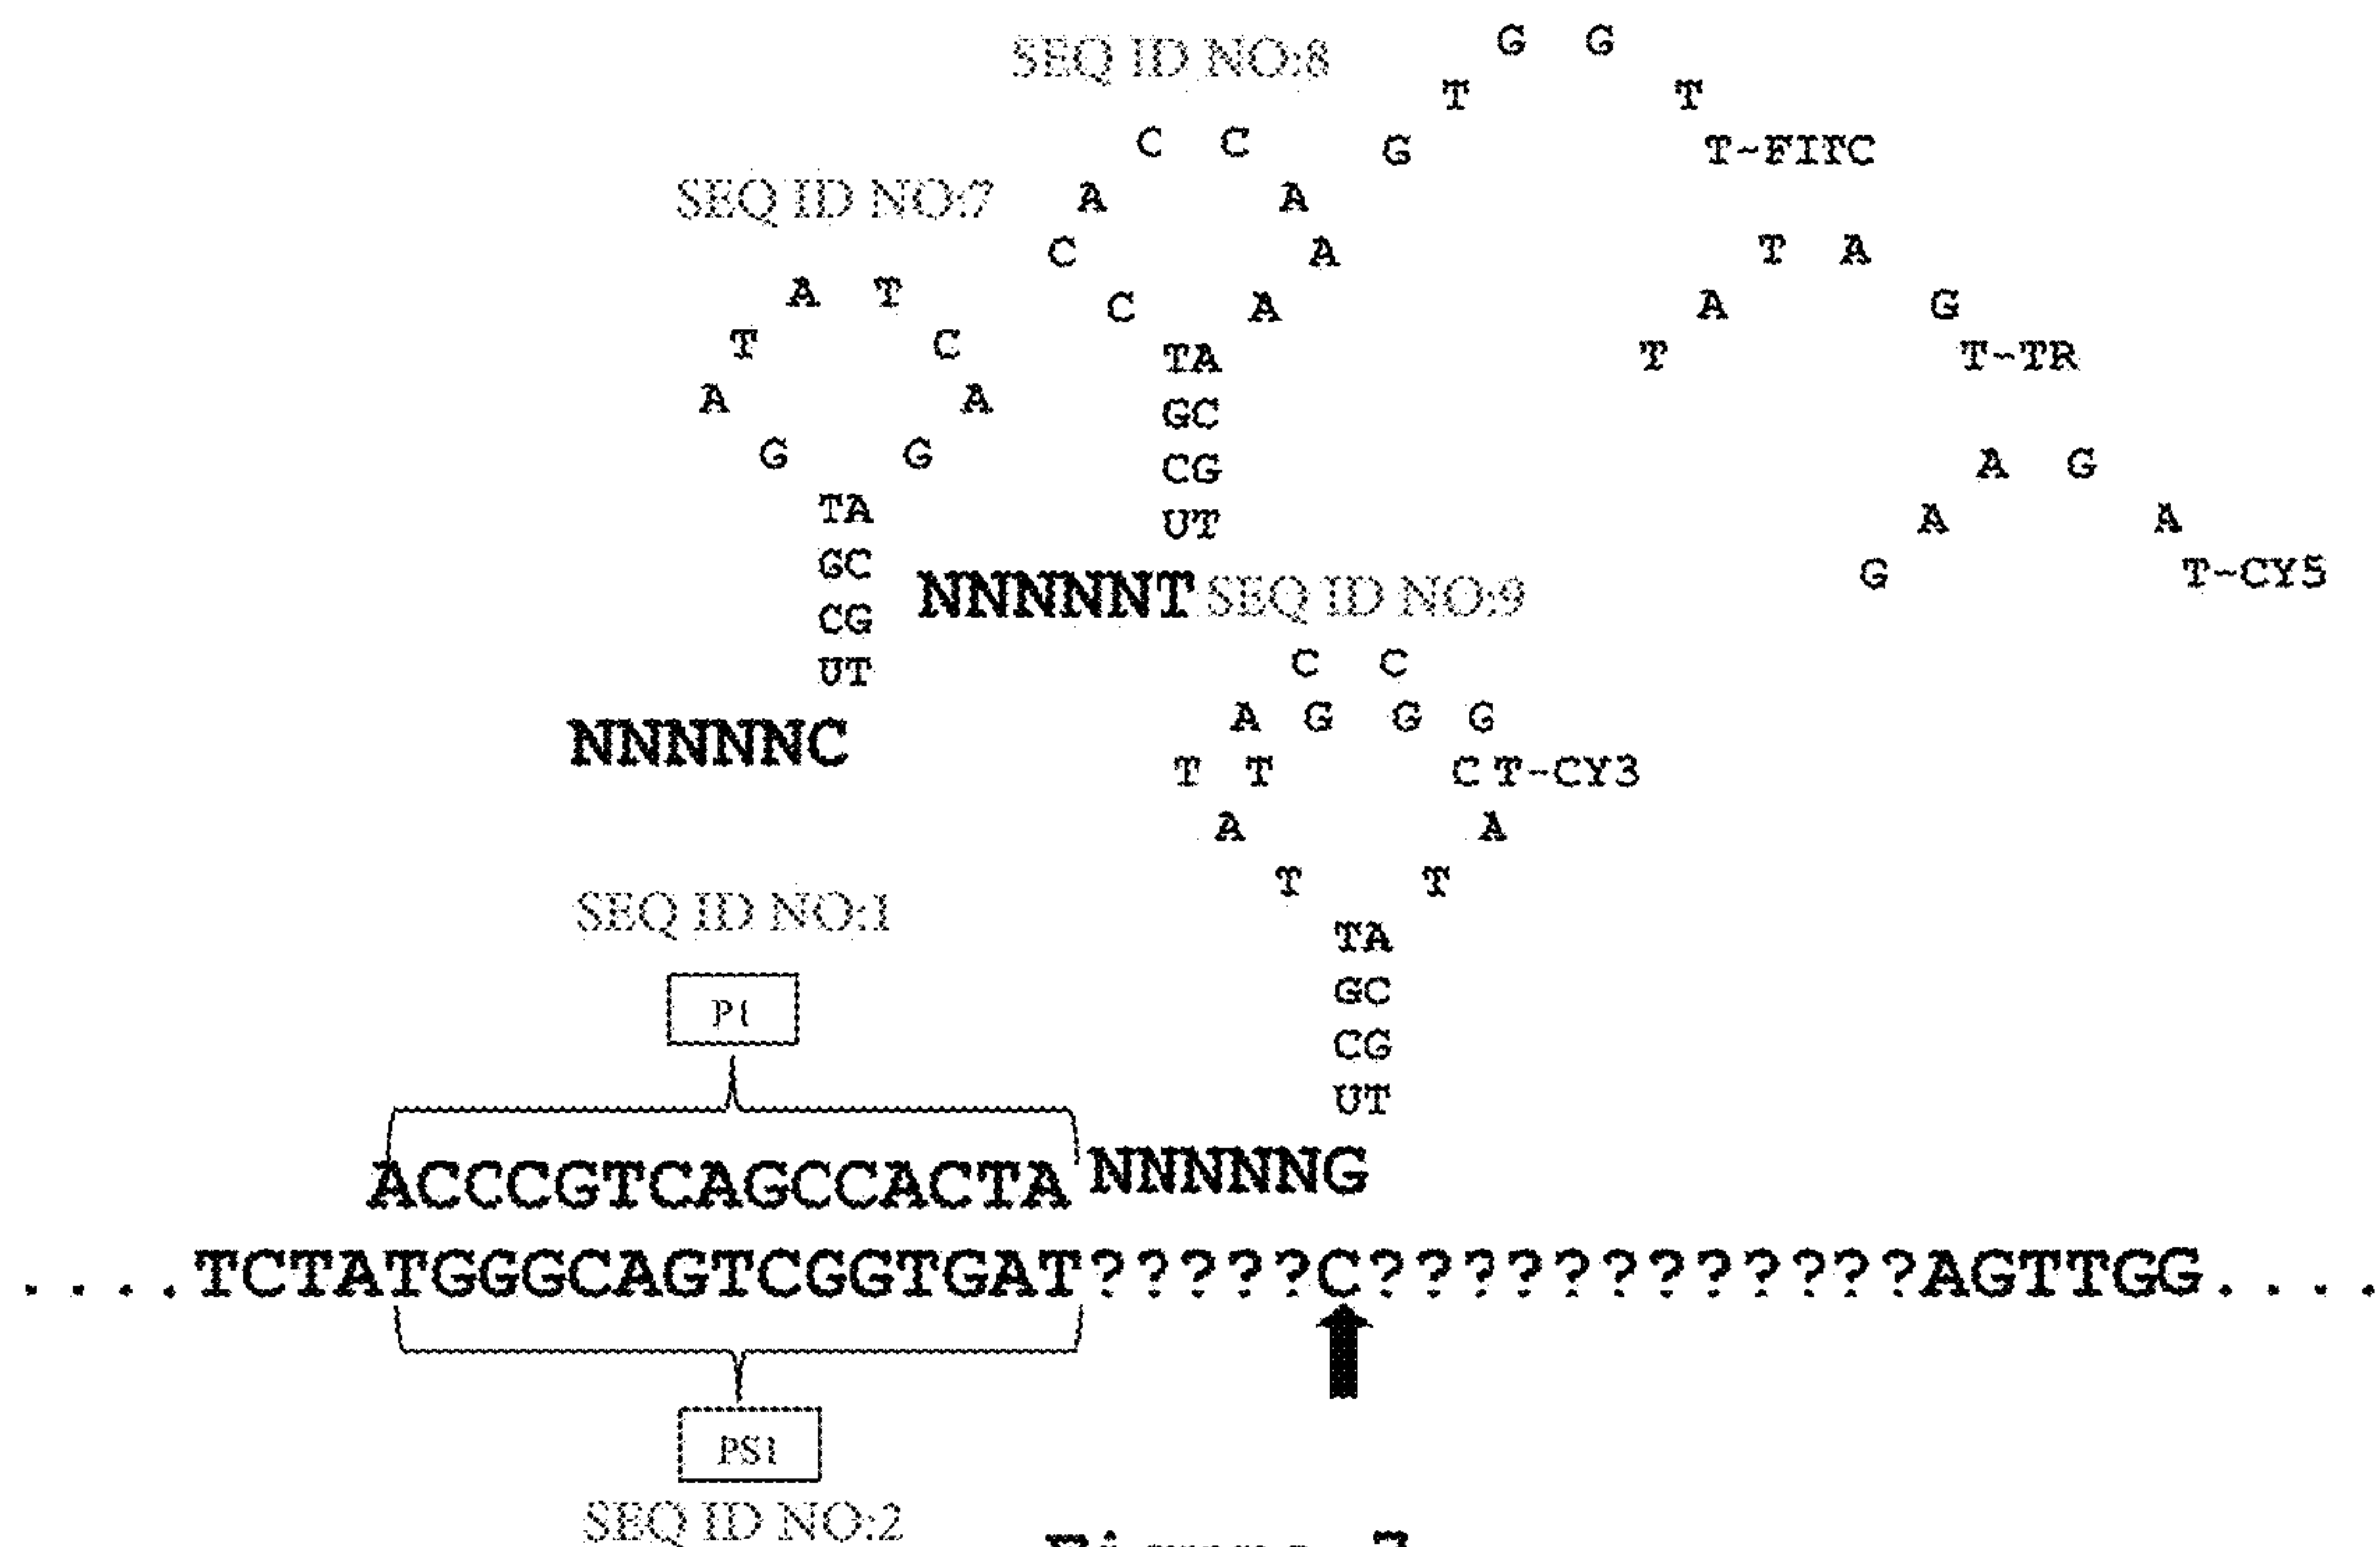 G G
SEQ ID NO:8
T T
C C G T-FITC
SEQ ID NO:7 A A
C A T A
A T C A A G
T C TA T T-TR
A A GC
G G CG A G
TA UT A A
GC NNNNNT SEQ ID NO:9 G T-CY5
CG
UT C C
A G G G
NNNNNC
T T C T-CY3
A A
T T
SEQ ID NO:1
TA
GC
P1
CG
UT
ACCCGTCAGCCACTA NNNNNG
....TCTATGGGCAGTCGGTGAT?????C????????????AGTTGG....
PS1
SEQ ID NO:2